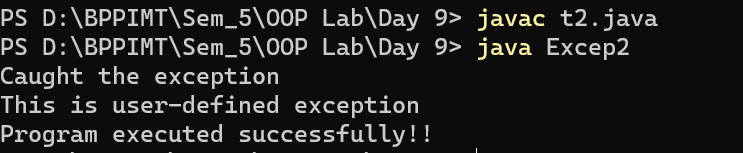 PS D:\BPPIMT\Sem_5\OOP Lab\Day 9> javac t2.java
PS D:\BPPIMT\Sem_5\OOP Lab\Day 9> java Excep2
Caught the exception
This is user-defined exception
Program executed successfully!!